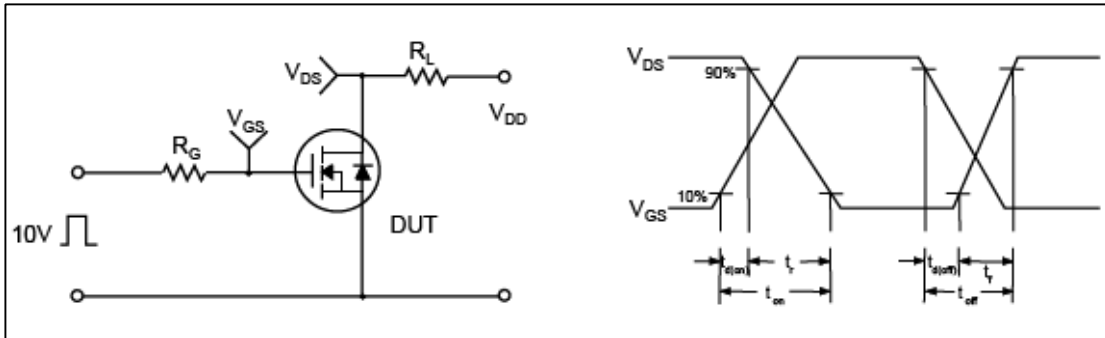 R_L
V_DS
V_DD
V_GS
R_G
10V
DUT
V_DS
90%
10%
V_GS
t_d(on)
t_r
t_d(off)
t_f
t_on
t_off